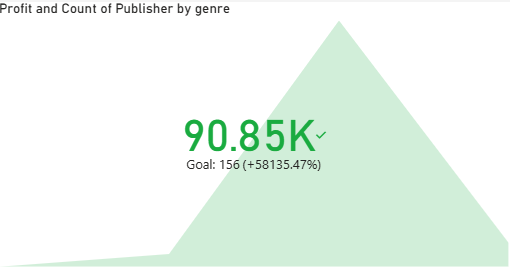 Profit and Count of Publisher by genre
90.85K✓
Goal: 156 (+58135.47%)